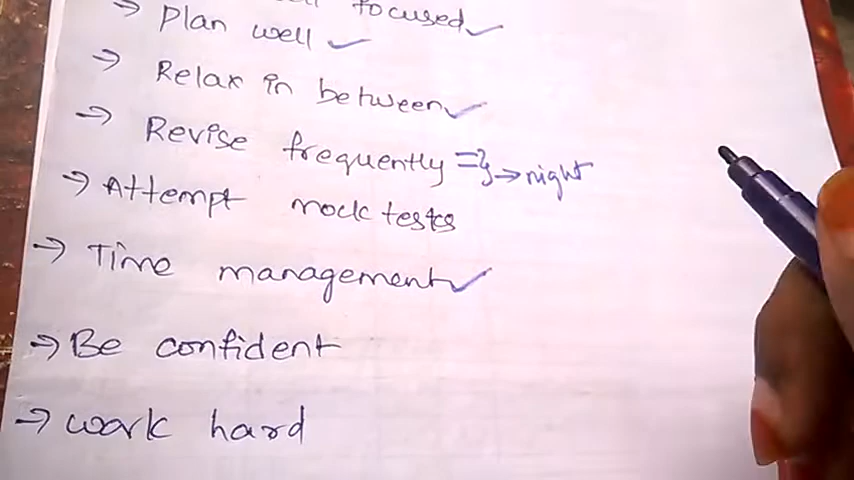 → focused ✓
→ Plan well ✓
→ Relax in between ✓
→ Revise frequently => → night
→ Attempt mock tests
→ Time management ✓
→ Be confident
→ work hard